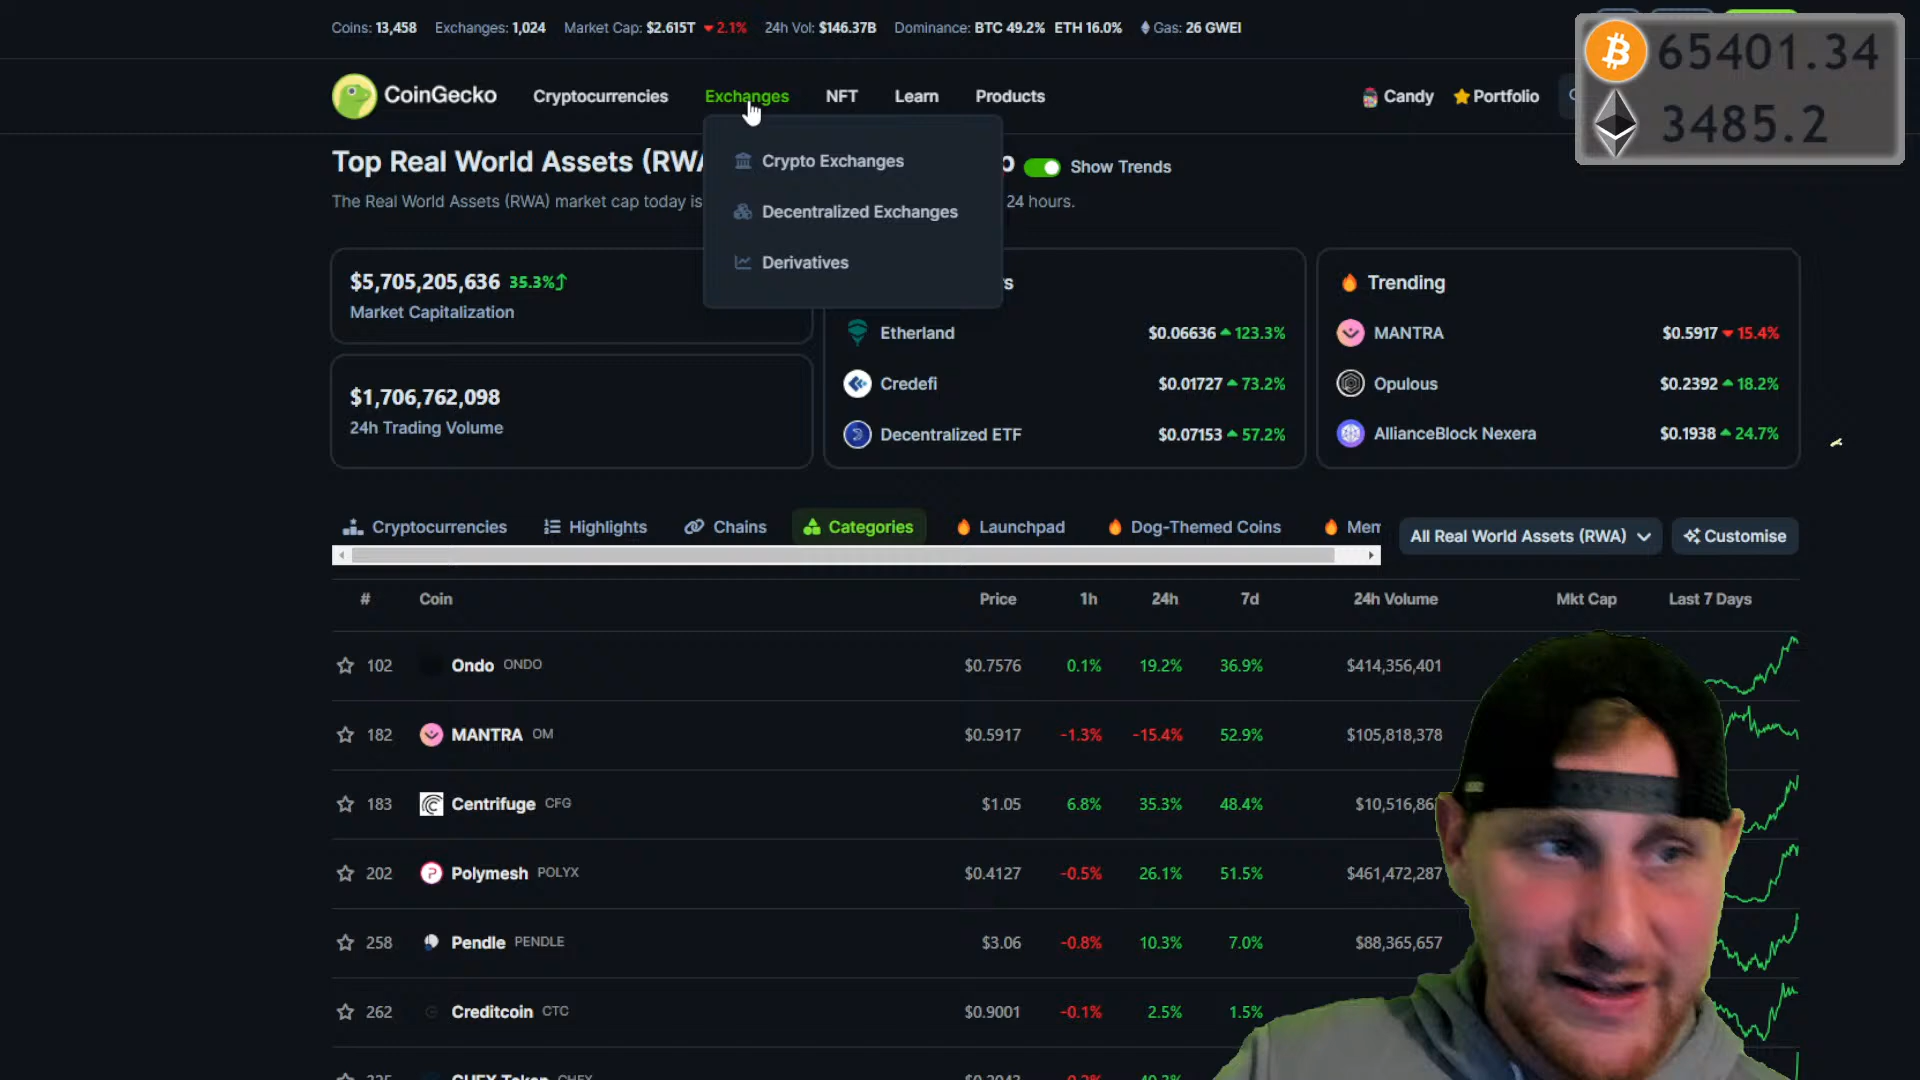 Coins: 13,458 Exchanges: 1,024 Market Cap: $2.615T 2.1% 24h Vol: $146.37B Dominance: BTC 49.2% ETH 16.0% Gas: 26 GWEI
65401.34
3485.2
CoinGecko Cryptocurrencies Exchanges NFT Learn Products Candy Portfolio
Crypto Exchanges
Decentralized Exchanges
Derivatives
Top Real World Assets (RWA Show Trends
The Real World Assets (RWA) market cap today is 24 hours.
$5,705,205,636 35.3%
Market Capitalization
$1,706,762,098
24h Trading Volume
Etherland $0.06636 123.3%
Credefi $0.01727 73.2%
Decentralized ETF $0.07153 57.2%
Trending
MANTRA $0.5917 15.4%
Opulous $0.2392 18.2%
AllianceBlock Nexera $0.1938 24.7%
Cryptocurrencies Highlights Chains Categories Launchpad Dog-Themed Coins Mem All Real World Assets (RWA) Customise
# Coin Price 1h 24h 7d 24h Volume Mkt Cap Last 7 Days
102 Ondo ONDO $0.7576 0.1% 19.2% 36.9% $414,356,401
182 MANTRA OM $0.5917 -1.3% -15.4% 52.9% $105,818,378
183 Centrifuge CFG $1.05 6.8% 35.3% 48.4% $10,516,86
202 Polymesh POLYX $0.4127 -0.5% 26.1% 51.5% $461,472,287
258 Pendle PENDLE $3.06 -0.8% 10.3% 7.0% $88,365,657
262 Creditcoin CTC $0.9001 -0.1% 2.5% 1.5%